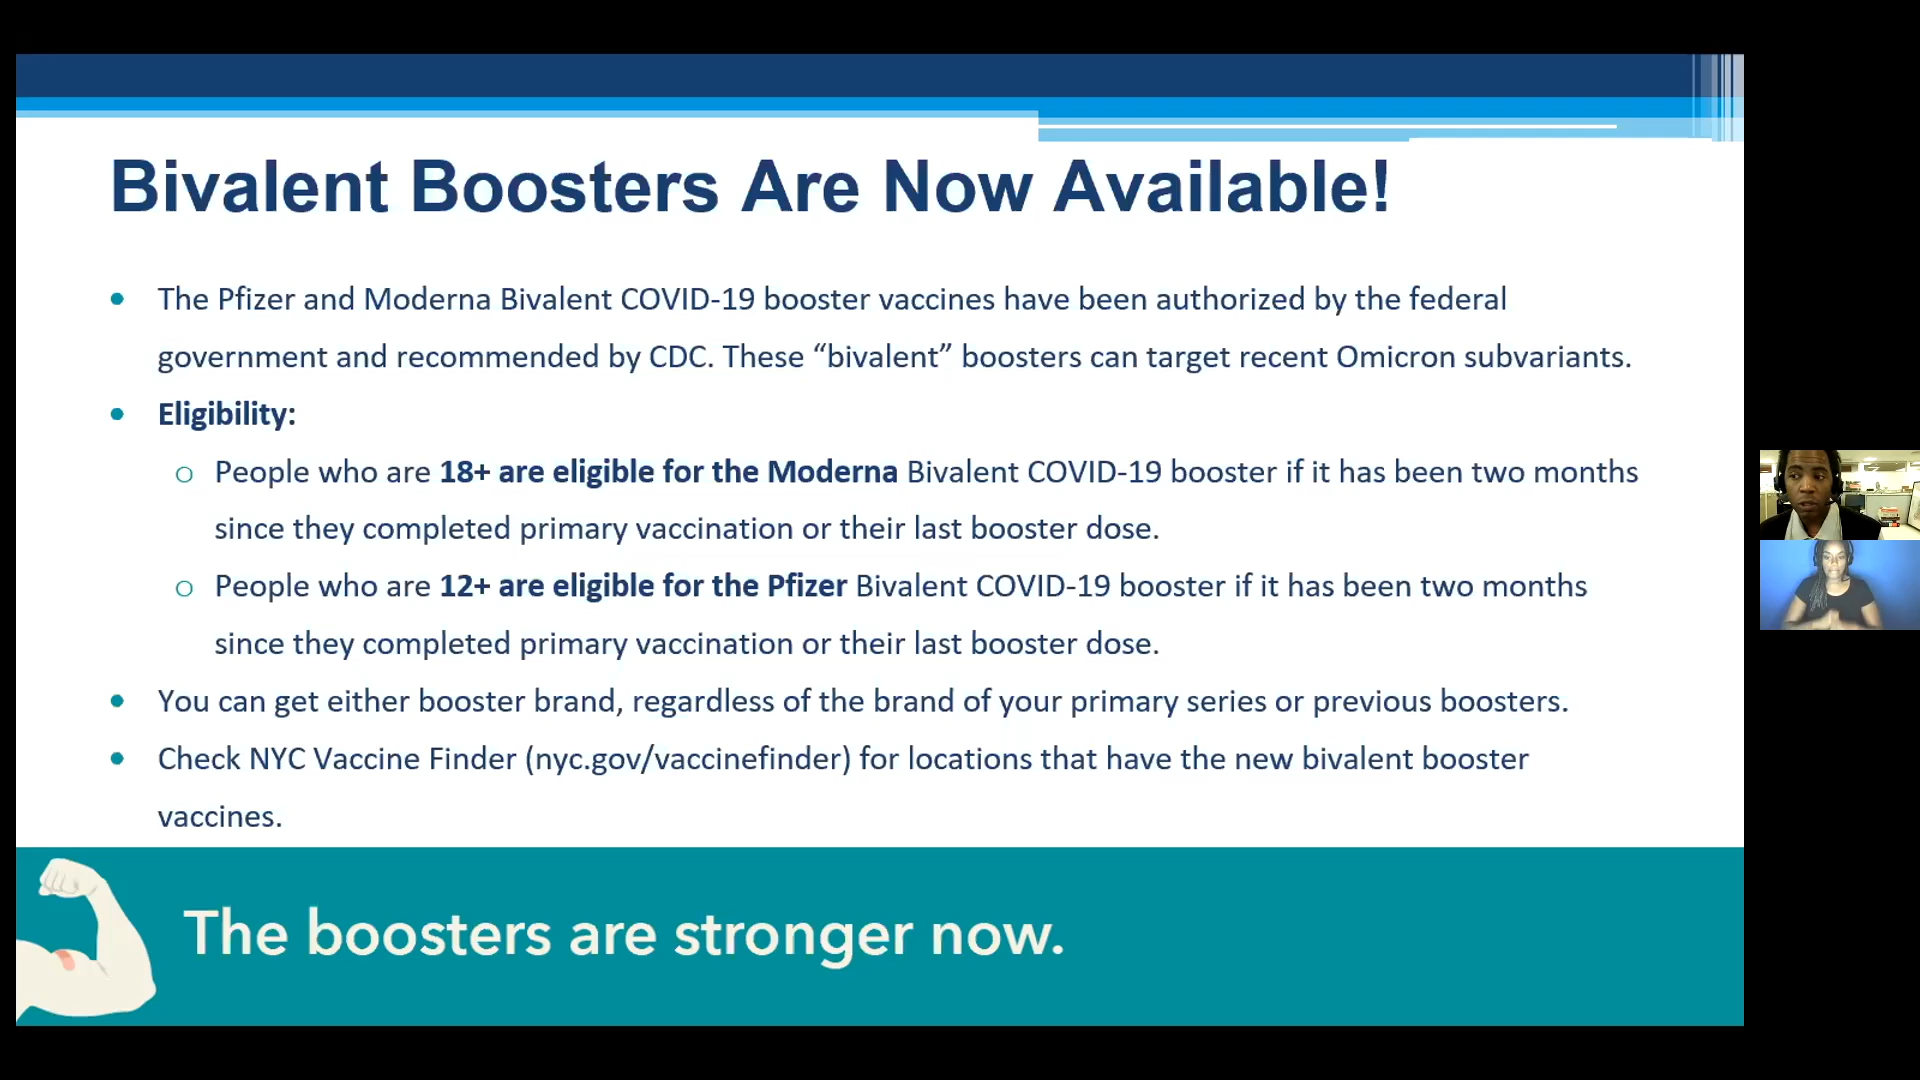 Bivalent Boosters Are Now Available!
• The Pfizer and Moderna Bivalent COVID-19 booster vaccines have been authorized by the federal
government and recommended by CDC. These “bivalent” boosters can target recent Omicron subvariants.
• Eligibility:
o People who are 18+ are eligible for the Moderna Bivalent COVID-19 booster if it has been two months
since they completed primary vaccination or their last booster dose.
o People who are 12+ are eligible for the Pfizer Bivalent COVID-19 booster if it has been two months
since they completed primary vaccination or their last booster dose.
• You can get either booster brand, regardless of the brand of your primary series or previous boosters.
• Check NYC Vaccine Finder (nyc.gov/vaccinefinder) for locations that have the new bivalent booster
vaccines.
The boosters are stronger now.